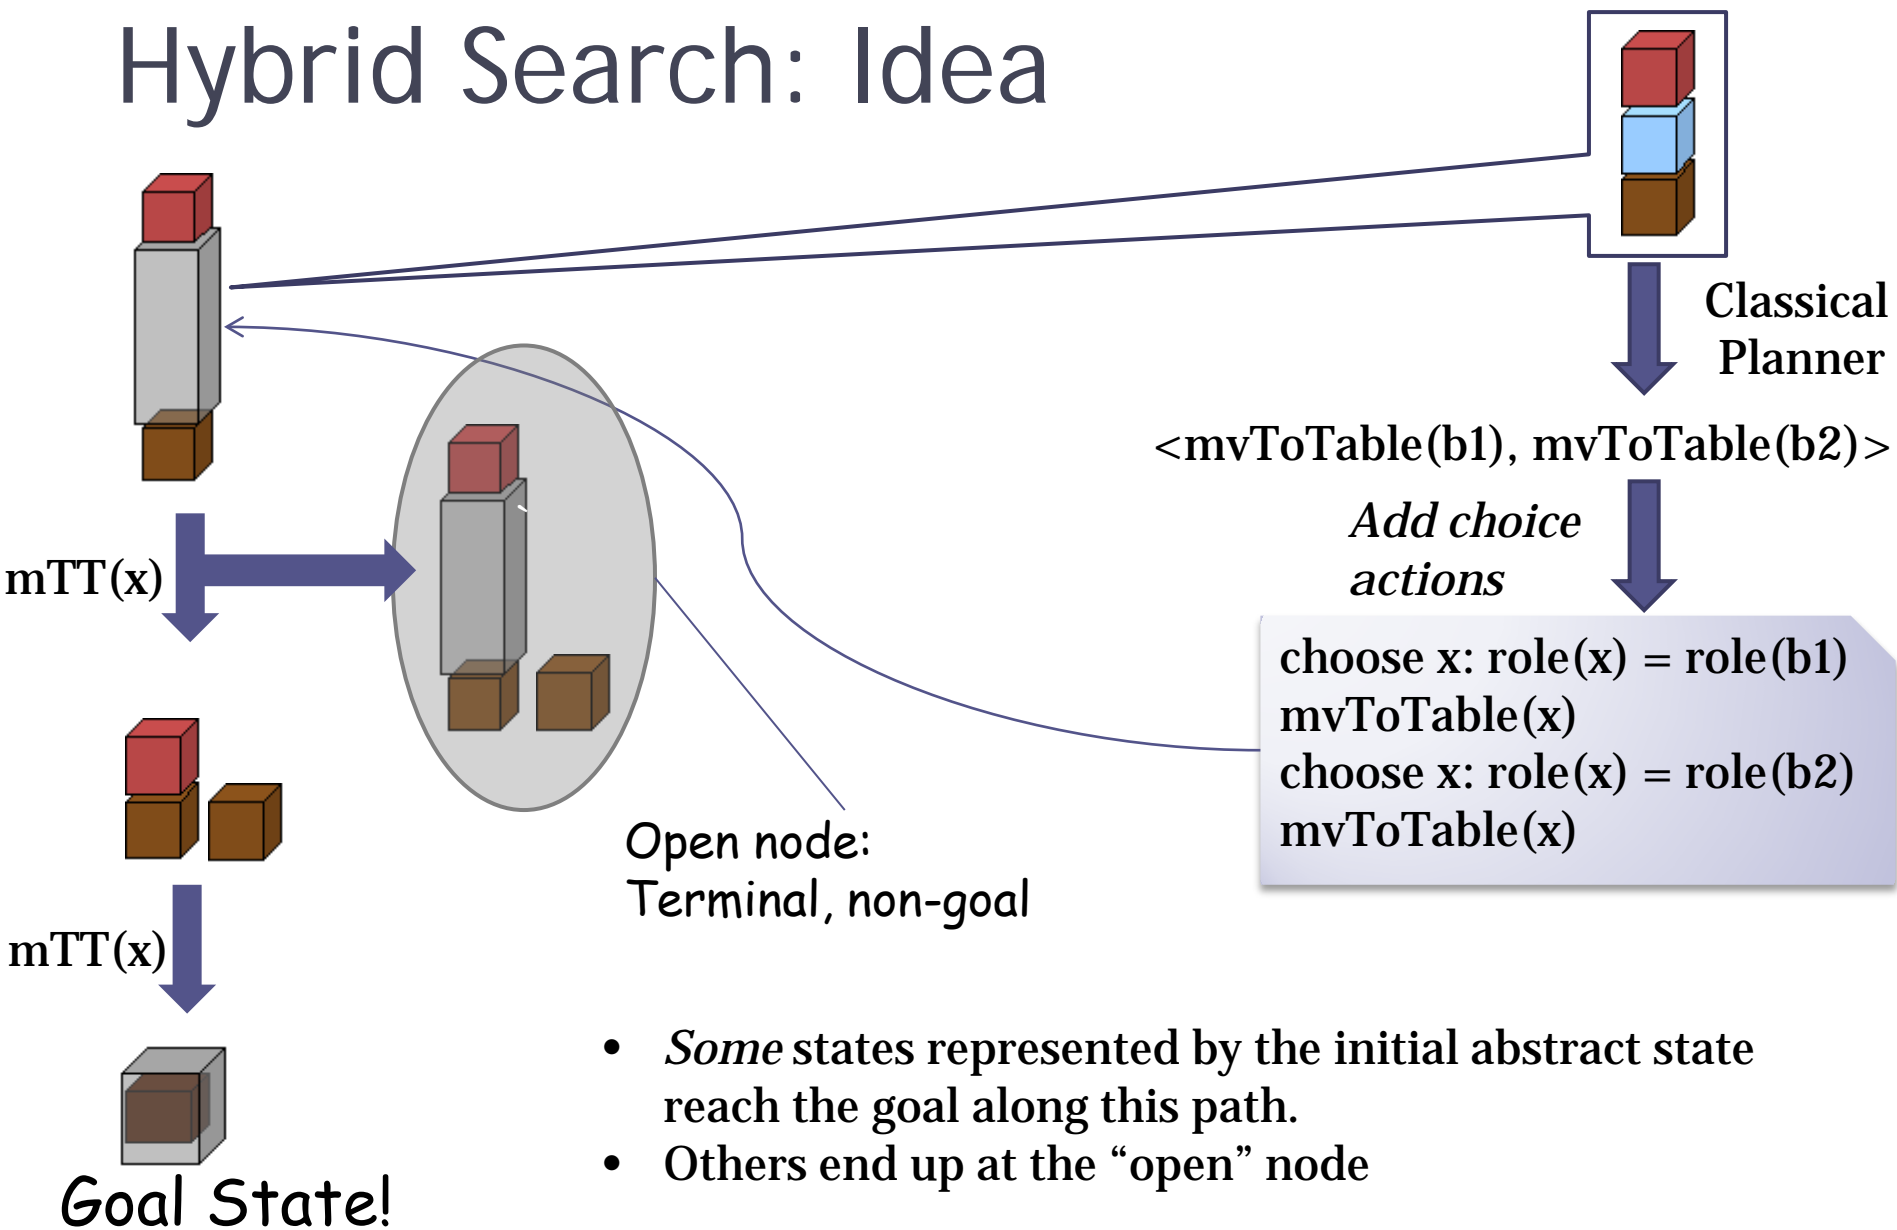 Hybrid Search: Idea
Classical
Planner
<mvToTable(b1), mvToTable(b2)>
Add choice
actions
mTT(x)
choose x: role(x) = role(b1)
mvToTable(x)
choose x: role(x) = role(b2)
mvToTable(x)
Open node:
Terminal, non-goal
mTT(x)
• Some states represented by the initial abstract state
reach the goal along this path.
• Others end up at the “open” node
Goal State!